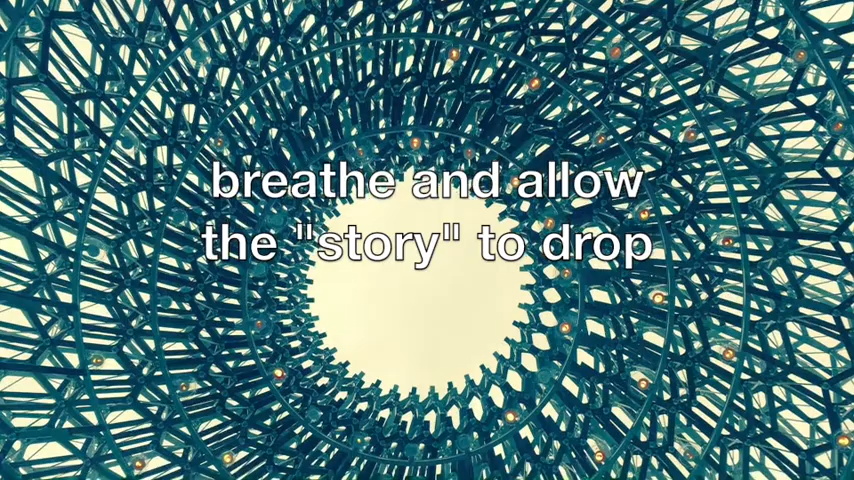 breathe and allow
the "story" to drop